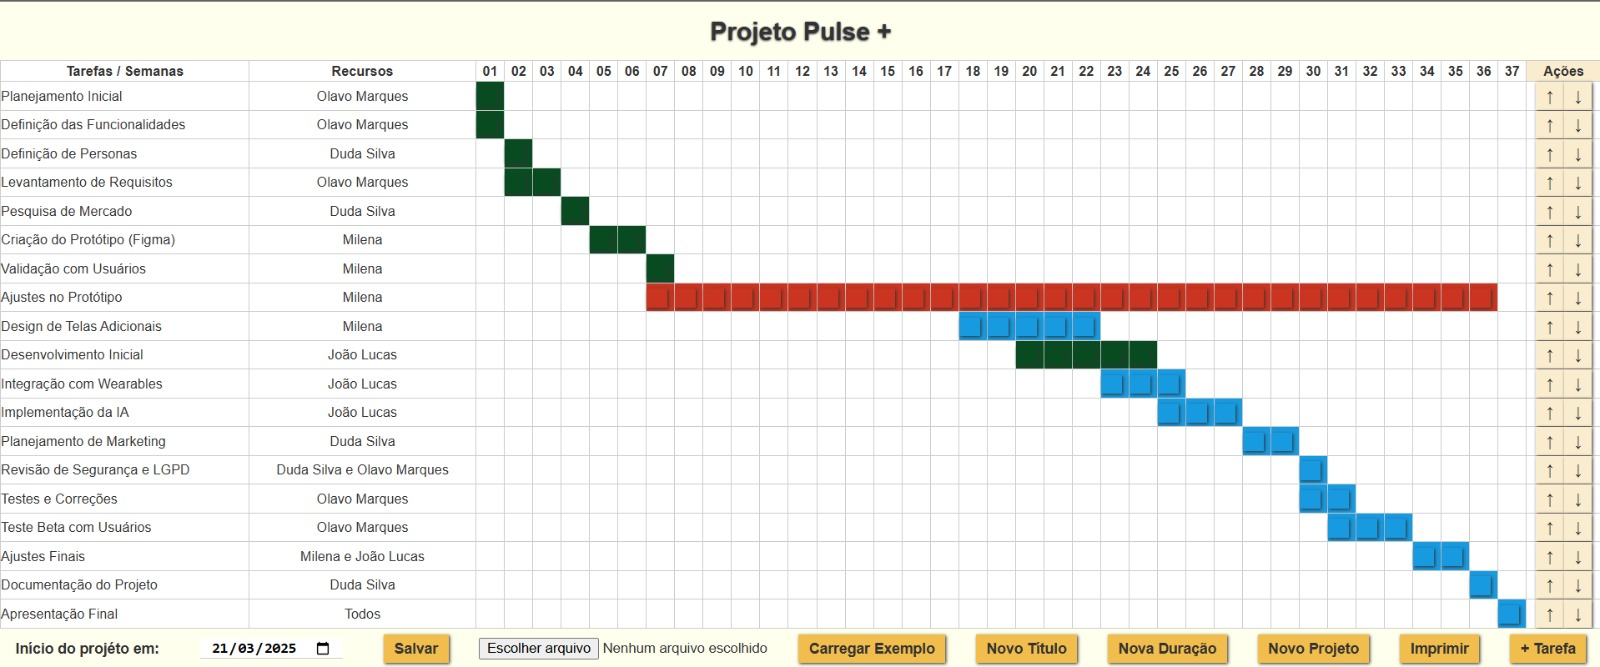 Projeto Pulse +
Tarefas / Semanas Recursos 01 02 03 04 05 06 07 08 09 10 11 12 13 14 15 16 17 18 19 20 21 22 23 24 25 26 27 28 29 30 31 32 33 34 35 36 37 Ações
Planejamento Inicial Olavo Marques ↑ ↓
Definição das Funcionalidades Olavo Marques ↑ ↓
Definição de Personas Duda Silva ↑ ↓
Levantamento de Requisitos Olavo Marques ↑ ↓
Pesquisa de Mercado Duda Silva ↑ ↓
Criação do Protótipo (Figma) Milena ↑ ↓
Validação com Usuários Milena ↑ ↓
Ajustes no Protótipo Milena ↑ ↓
Design de Telas Adicionais Milena ↑ ↓
Desenvolvimento Inicial João Lucas ↑ ↓
Integração com Wearables João Lucas ↑ ↓
Implementação da IA João Lucas ↑ ↓
Planejamento de Marketing Duda Silva ↑ ↓
Revisão de Segurança e LGPD Duda Silva e Olavo Marques ↑ ↓
Testes e Correções Olavo Marques ↑ ↓
Teste Beta com Usuários Olavo Marques ↑ ↓
Ajustes Finais Milena e João Lucas ↑ ↓
Documentação do Projeto Duda Silva ↑ ↓
Apresentação Final Todos ↑ ↓
Início do projéto em: 21/03/2025 Salvar Escolher arquivo Nenhum arquivo escolhido Carregar Exemplo Novo Título Nova Duração Novo Projeto Imprimir + Tarefa